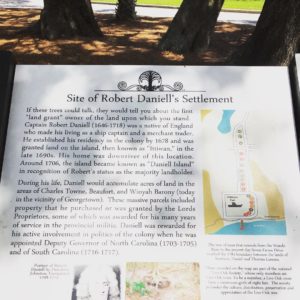 Site of Robert Daniell's Settlement
If these trees could talk, they would tell you about the first
"land grant" owner of the land upon which you stand.
Captain Robert Daniell (1646-1718) was a native of England
who made his living as a ship captain and a merchant trader.
He established his residency in the colony by 1678 and was
granted land on the island, then known as "Ittiwan," in the
late 1690s. His home was downriver of this location.
Around 1706, the island became known as "Daniell Island"
in recognition of Robert's status as the majority landholder.
During his life, Daniell would accumulate acres of land in the
areas of Charles Towne, Beaufort, and Winyah Barony (today
in the vicinity of Georgetown). These massive parcels included
property that he purchased or was granted by the Lords
Proprietors, some of which was awarded for his many years
of service in the provincial militia. Daniell was rewarded for
his active involvement in politics of the colony when he was
appointed Deputy Governor of North Carolina (1703-1705)
and of South Carolina (1716-1717).